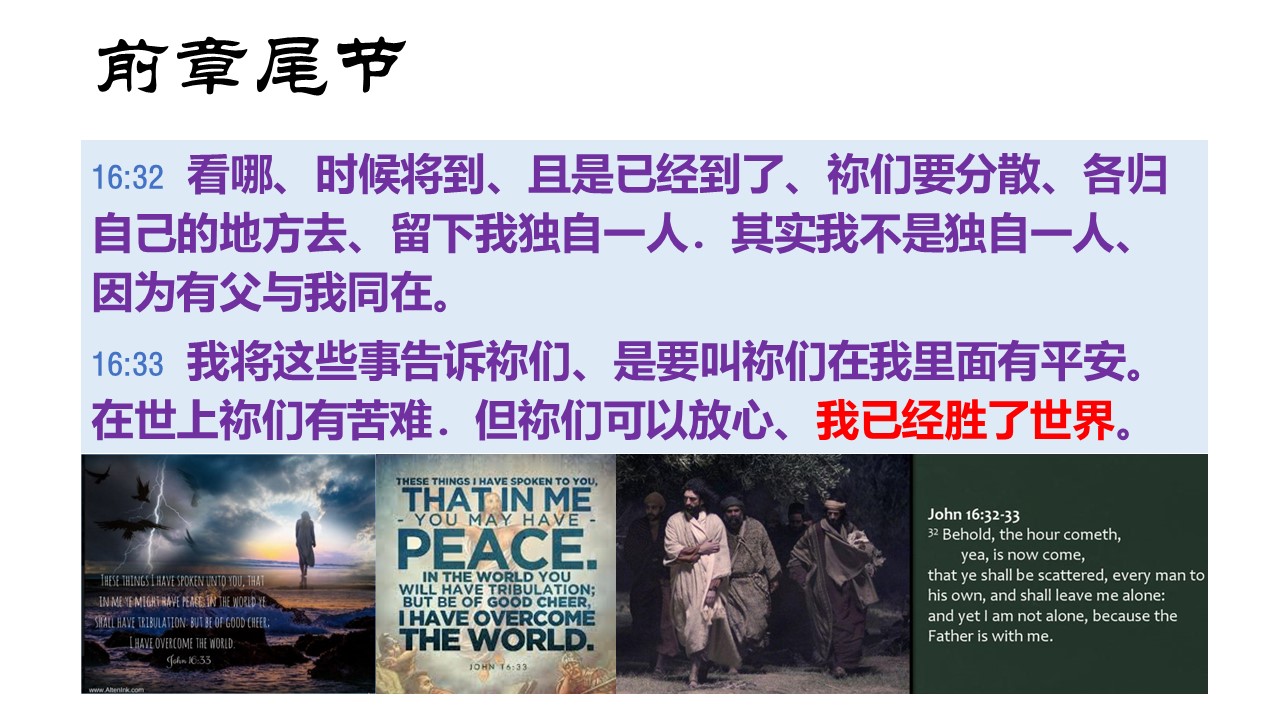 前章尾节
16:32 看哪、时候将到、且是已经到了、祢们要分散、各归
自己的地方去、留下我独自一人．其实我不是独自一人、
因为有父与我同在。
16:33 我将这些事告诉祢们、是要叫祢们在我里面有平安。
在世上祢们有苦难．但祢们可以放心、我已经胜了世界。
THESE THINGS I HAVE SPOKEN UNTO YOU, THAT
IN ME YE MIGHT HAVE PEACE. IN THE WORLD YE
SHALL HAVE TRIBULATION: BUT BE OF GOOD CHEER;
I HAVE OVERCOME THE WORLD.
John 16:33
www.AltenInk.com
THESE THINGS I HAVE SPOKEN TO YOU,
THAT IN ME
- YOU MAY HAVE -
PEACE.
IN THE WORLD YOU
WILL HAVE TRIBULATION;
BUT BE OF GOOD CHEER,
I HAVE OVERCOME
THE WORLD.
JOHN 16:33
John 16:32-33
32 Behold, the hour cometh,
yea, is now come,
that ye shall be scattered, every man to
his own, and shall leave me alone:
and yet I am not alone, because the
Father is with me.